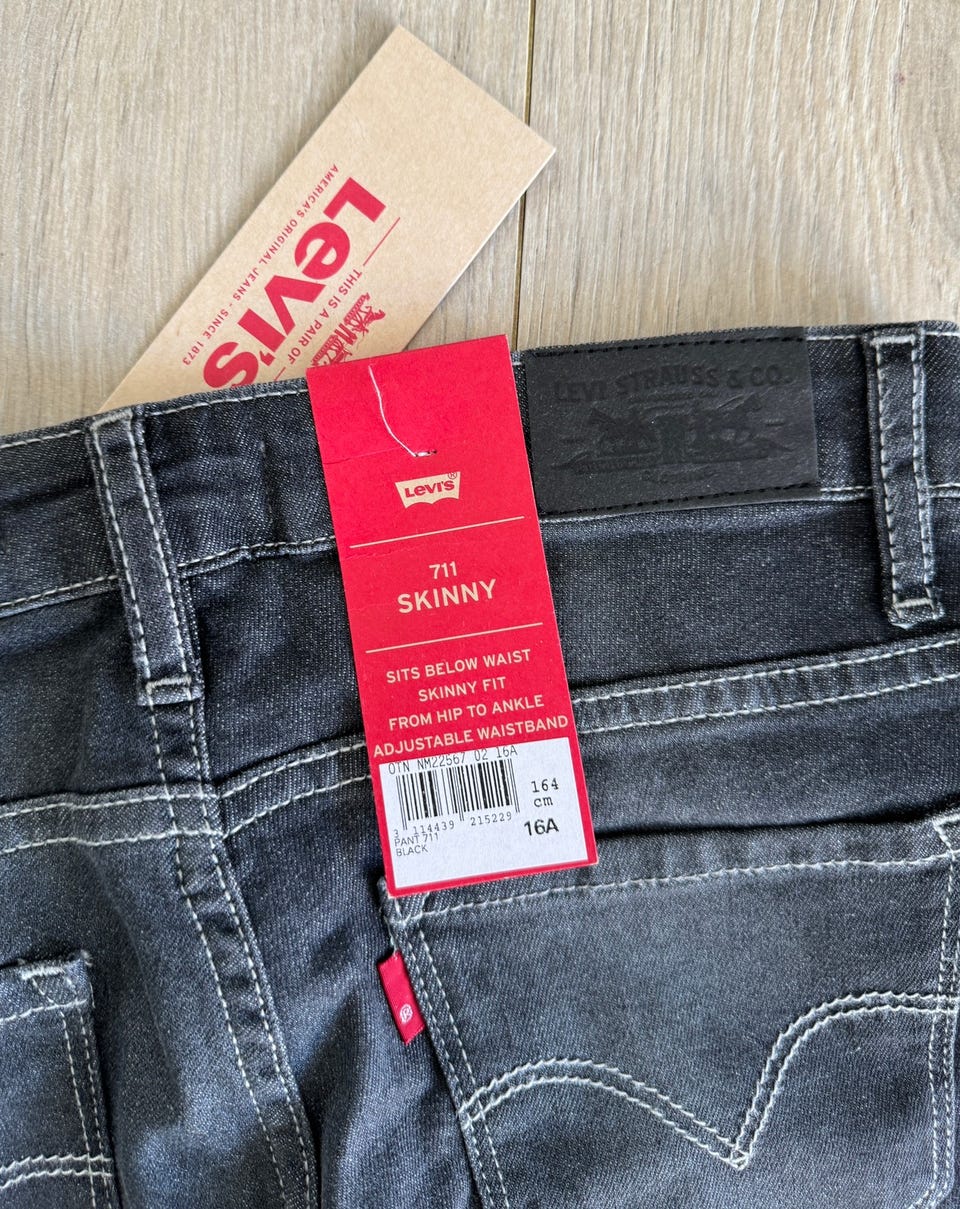 AMERICA'S ORIGINAL JEANS - SINCE 1873
Levi's
THIS IS A PAIR OF
LEVI STRAUSS & CO.
Levi's®
711
SKINNY
SITS BELOW WAIST
SKINNY FIT
FROM HIP TO ANKLE
ADJUSTABLE WAISTBAND
OTN NM22567 02 16A
3 114439 215229
164
cm
PANT 711
BLACK
16A
®